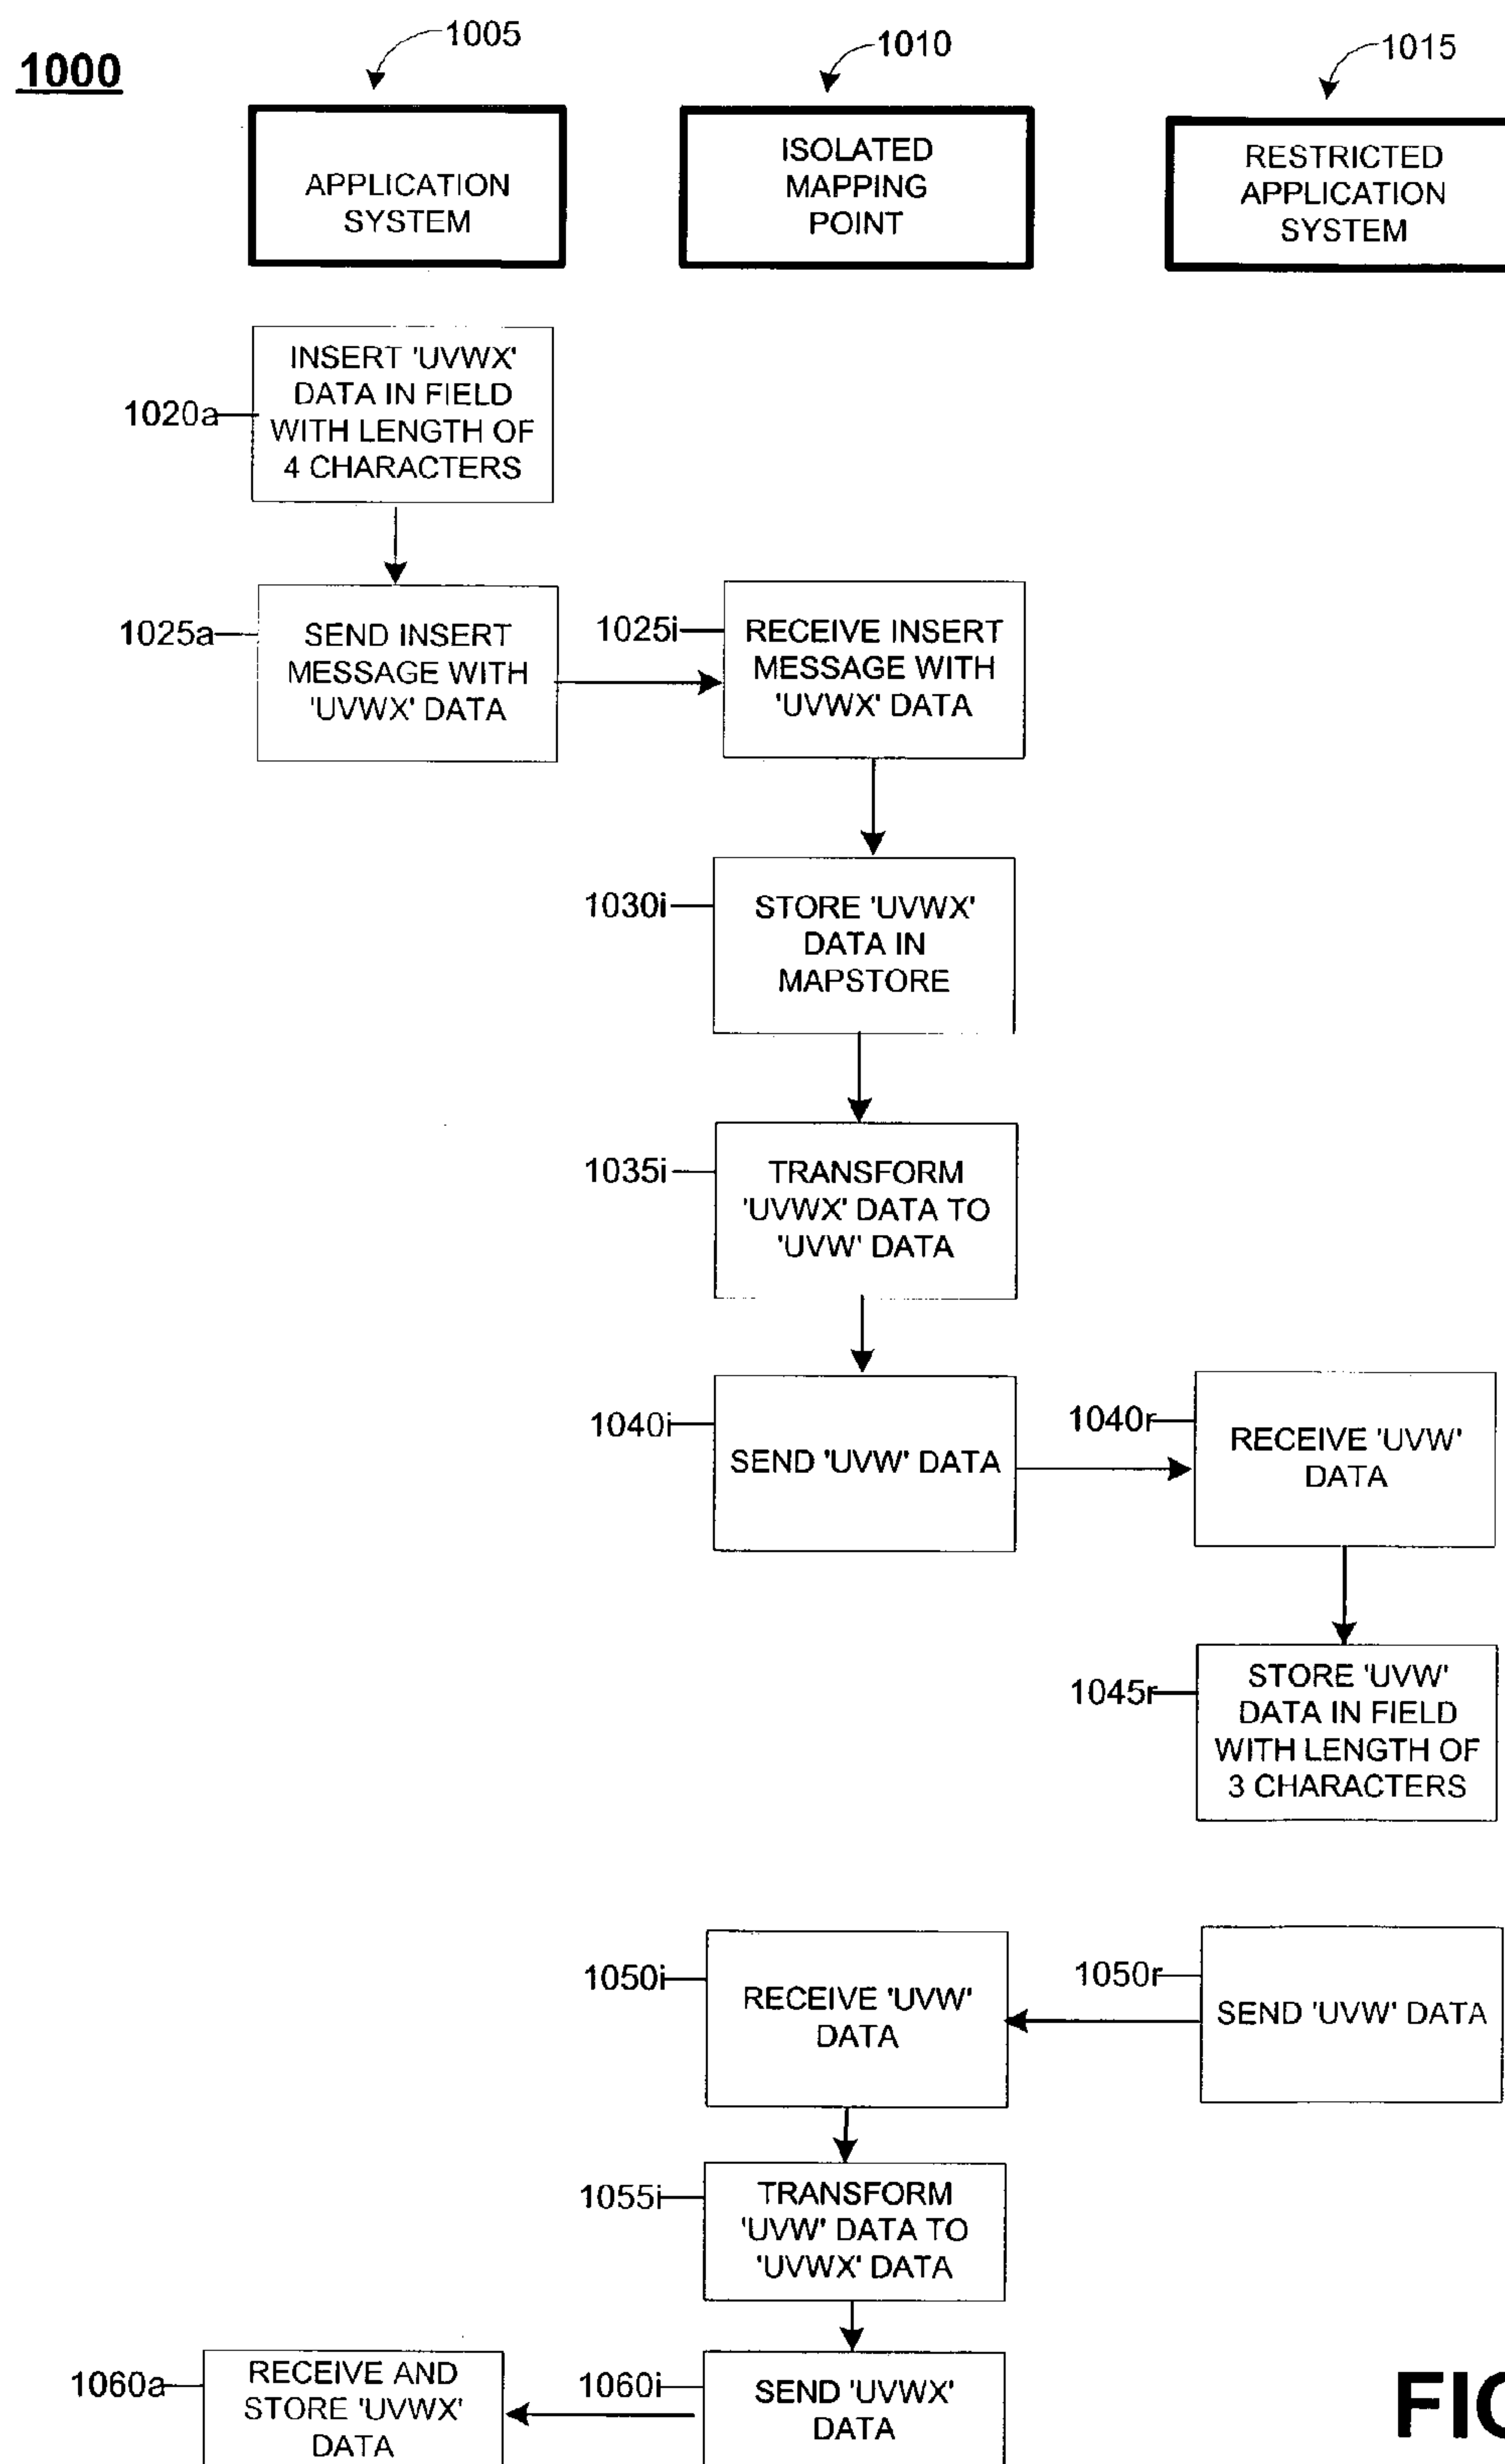 1000
1005
1010
1015
APPLICATION
SYSTEM
ISOLATED
MAPPING
POINT
RESTRICTED
APPLICATION
SYSTEM
1020a
INSERT 'UVWX'
DATA IN FIELD
WITH LENGTH OF
4 CHARACTERS
1025a
SEND INSERT
MESSAGE WITH
'UVWX' DATA
1025i
RECEIVE INSERT
MESSAGE WITH
'UVWX' DATA
1030i
STORE 'UVWX'
DATA IN
MAPSTORE
1035i
TRANSFORM
'UVWX' DATA TO
'UVW' DATA
1040i
SEND 'UVW' DATA
1040r
RECEIVE 'UVW'
DATA
1045r
STORE 'UVW'
DATA IN FIELD
WITH LENGTH OF
3 CHARACTERS
1050i
RECEIVE 'UVW'
DATA
1050r
SEND 'UVW' DATA
1055i
TRANSFORM
'UVW' DATA TO
'UVWX' DATA
1060a
RECEIVE AND
STORE 'UVWX'
DATA
1060i
SEND 'UVWX'
DATA